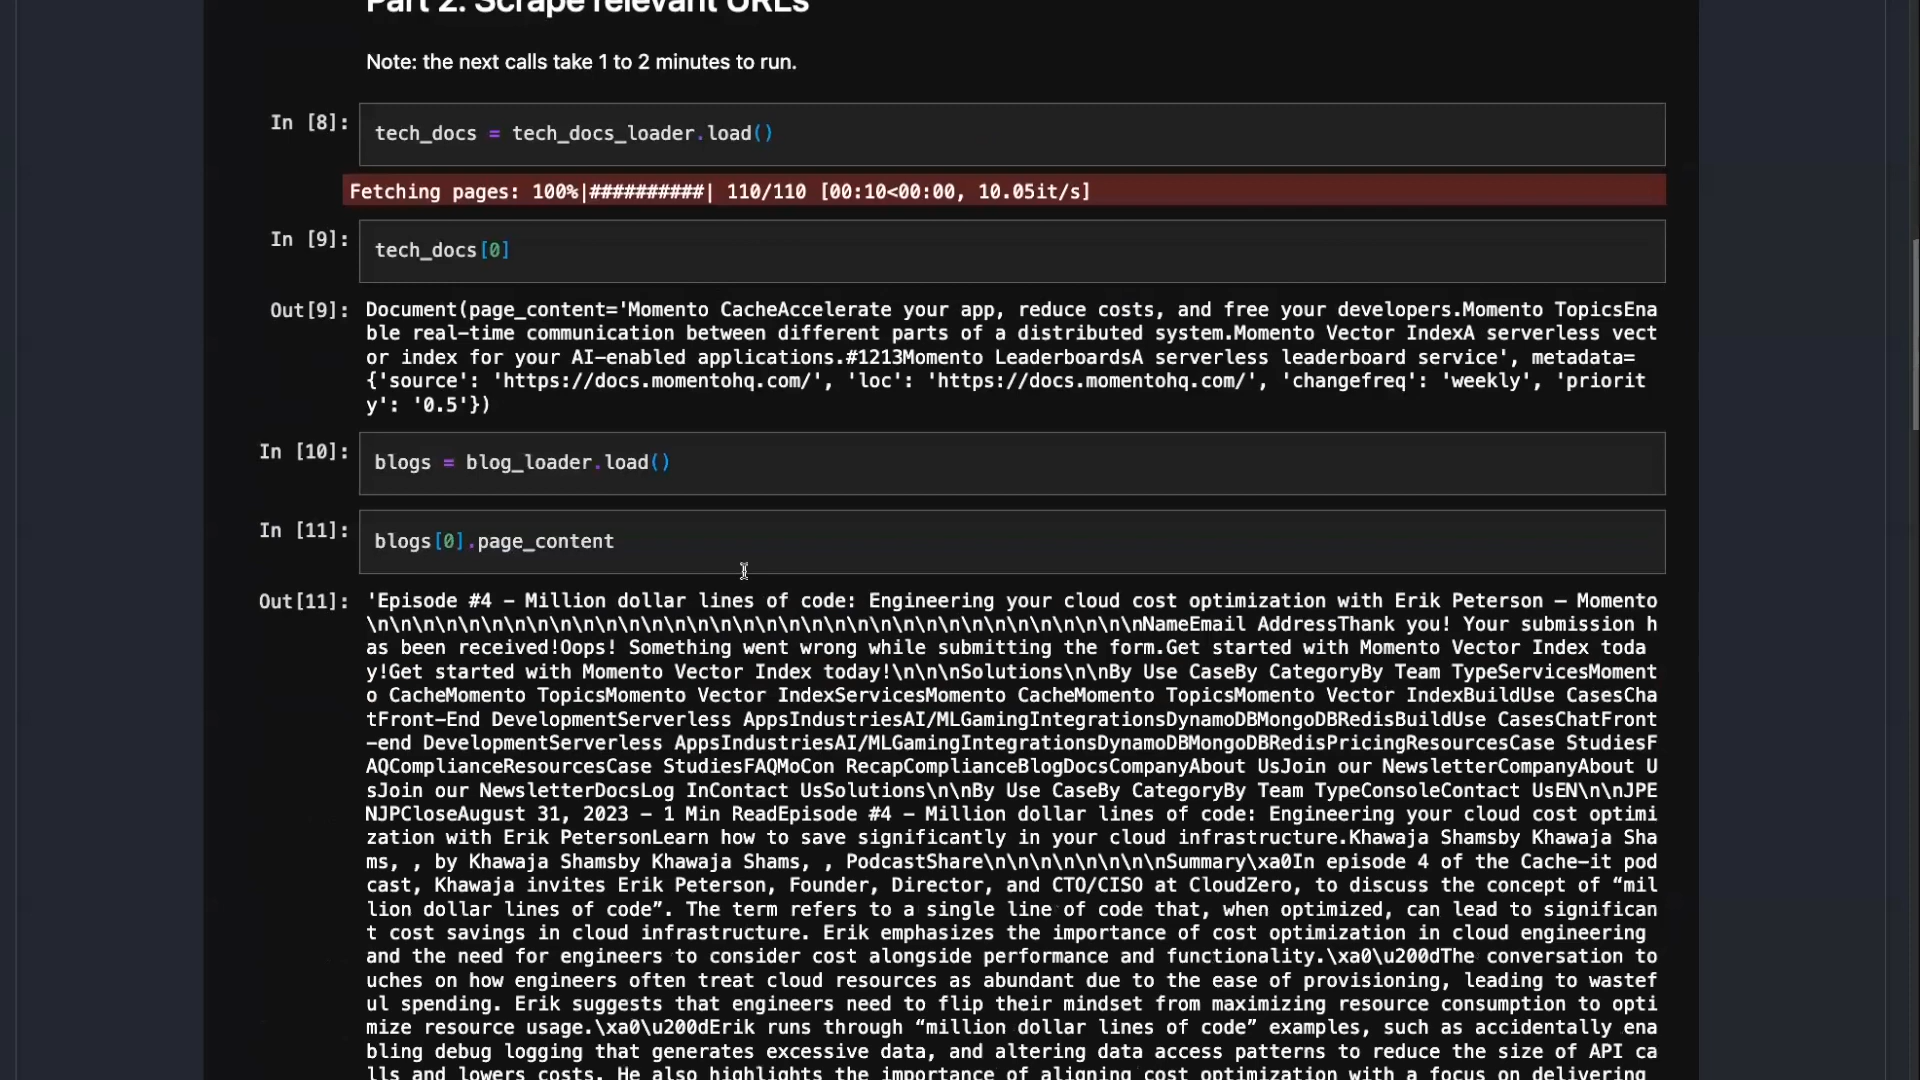 Part 2: Scrape relevant URLs
Note: the next calls take 1 to 2 minutes to run.
In [8]:
tech_docs = tech_docs_loader.load()
Fetching pages: 100%|##########| 110/110 [00:10<00:00, 10.05it/s]
In [9]:
tech_docs[0]
Out[9]:
Document(page_content='Momento CacheAccelerate your app, reduce costs, and free your developers.Momento TopicsEna
ble real-time communication between different parts of a distributed system.Momento Vector IndexA serverless vect
or index for your AI-enabled applications.#1213Momento LeaderboardsA serverless leaderboard service', metadata=
{'source': 'https://docs.momentohq.com/', 'loc': 'https://docs.momentohq.com/', 'changefreq': 'weekly', 'priorit
y': '0.5'})
In [10]:
blogs = blog_loader.load()
In [11]:
blogs[0].page_content
Out[11]:
'Episode #4 - Million dollar lines of code: Engineering your cloud cost optimization with Erik Peterson — Momento
\n\n\n\n\n\n\n\n\n\n\n\n\n\n\n\n\n\n\n\n\n\n\n\n\n\n\n\n\n\n\n\n\n\nNameEmail AddressThank you! Your submission h
as been received!Oops! Something went wrong while submitting the form.Get started with Momento Vector Index toda
y!Get started with Momento Vector Index today!\n\n\nSolutions\n\nBy Use CaseBy CategoryBy Team TypeServicesMoment
o CacheMomento TopicsMomento Vector IndexServicesMomento CacheMomento TopicsMomento Vector IndexBuildUse CasesCha
tFront-End DevelopmentServerless AppsIndustriesAI/MLGamingIntegrationsDynamoDBMongoDBRedisBuildUse CasesChatFront
-end DevelopmentServerless AppsIndustriesAI/MLGamingIntegrationsDynamoDBMongoDBRedisPricingResourcesCase StudiesF
AQComplianceResourcesCase StudiesFAQMoCon RecapComplianceBlogDocsCompanyAbout UsJoin our NewsletterCompanyAbout U
sJoin our NewsletterDocsLog InContact UsSolutions\n\nBy Use CaseBy CategoryBy Team TypeConsoleContact UsEN\n\nJPE
NJPCloseAugust 31, 2023 - 1 Min ReadEpisode #4 - Million dollar lines of code: Engineering your cloud cost optimi
zation with Erik PetersonLearn how to save significantly in your cloud infrastructure.Khawaja Shamsby Khawaja Sha
ms, , by Khawaja Shamsby Khawaja Shams, , PodcastShare\n\n\n\n\n\n\n\nSummary\xa0In episode 4 of the Cache-it pod
cast, Khawaja invites Erik Peterson, Founder, Director, and CTO/CISO at CloudZero, to discuss the concept of “mil
lion dollar lines of code”. The term refers to a single line of code that, when optimized, can lead to significan
t cost savings in cloud infrastructure. Erik emphasizes the importance of cost optimization in cloud engineering
and the need for engineers to consider cost alongside performance and functionality.\xa0\u200dThe conversation to
uches on how engineers often treat cloud resources as abundant due to the ease of provisioning, leading to wastef
ul spending. Erik suggests that engineers need to flip their mindset from maximizing resource consumption to opti
mize resource usage.\xa0\u200dErik runs through “million dollar lines of code” examples, such as accidentally ena
bling debug logging that generates excessive data, and altering data access patterns to reduce the size of API ca
lls and lowers costs. He also highlights the importance of aligning cost optimization with a focus on delivering